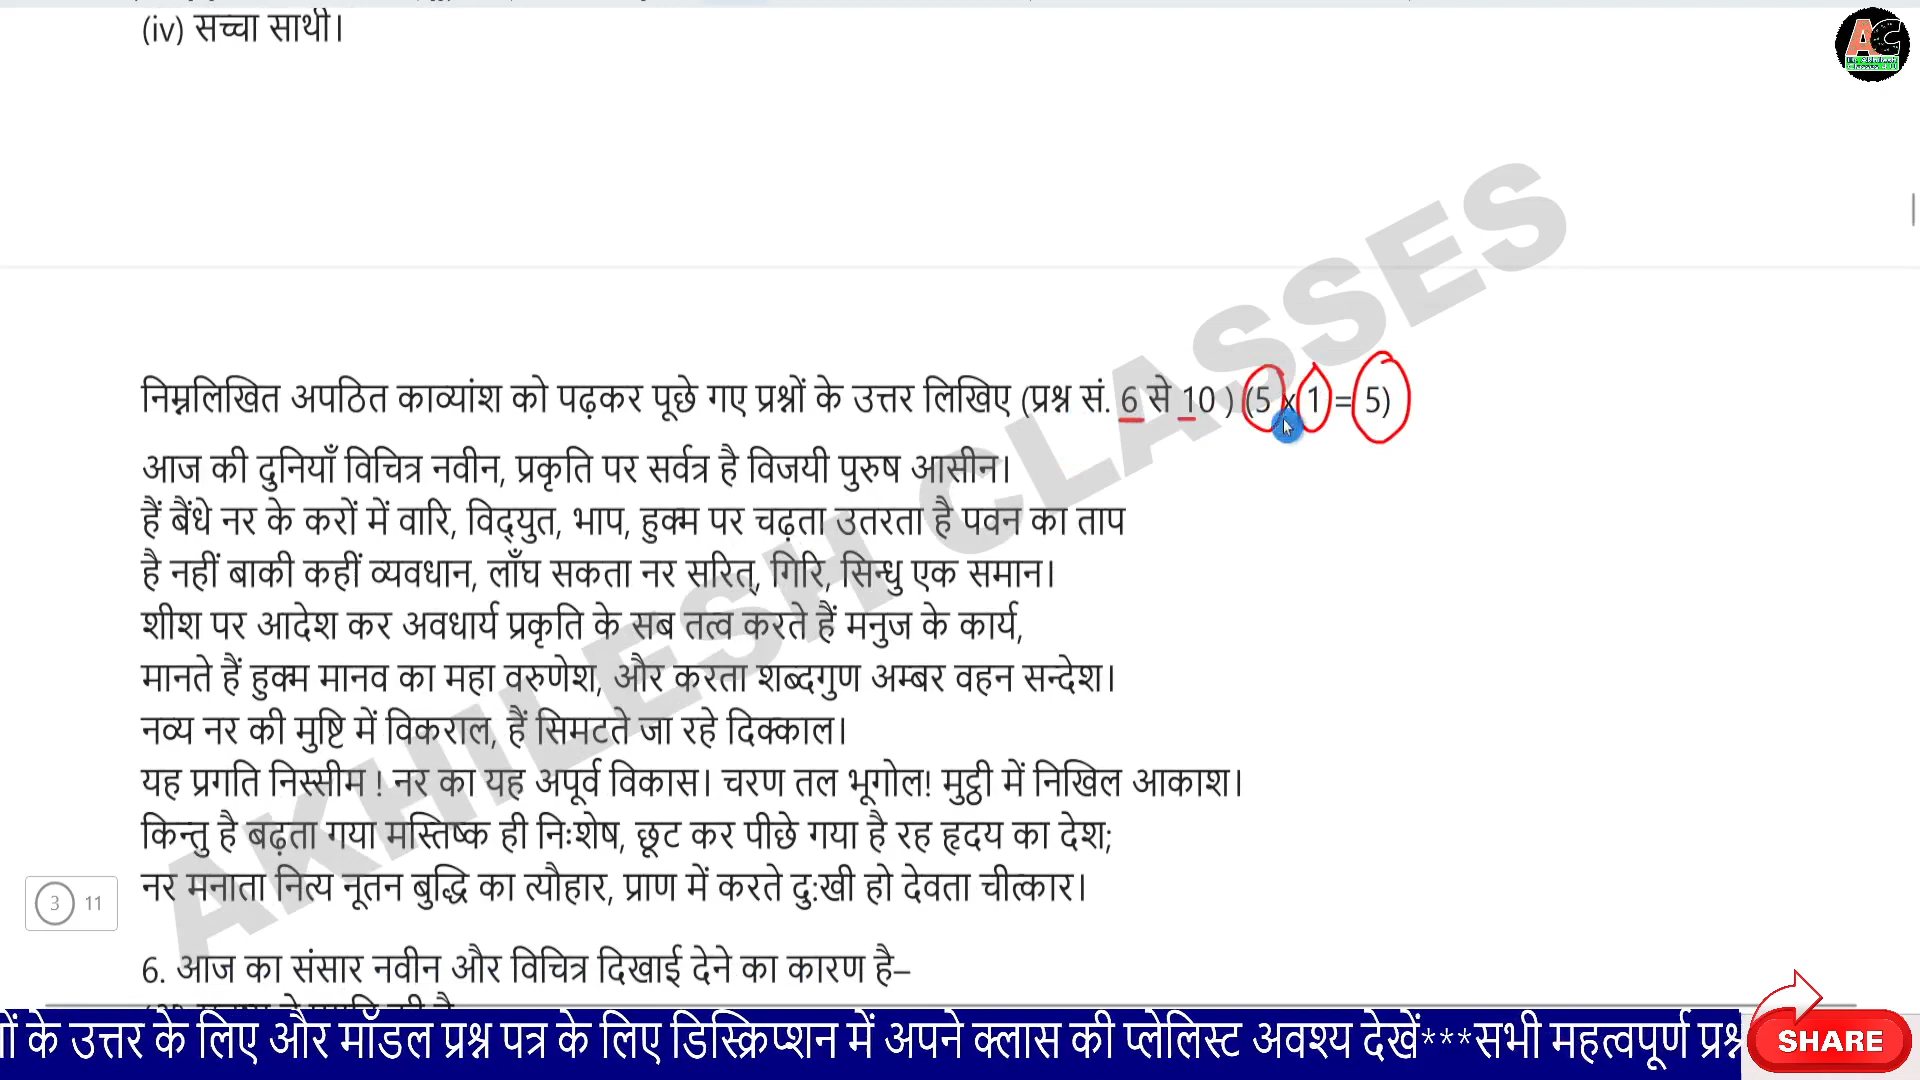 (iv) सच्चा साथी।
AKHILESH CLASSES
निम्नलिखित अपठित काव्यांश को पढ़कर पूछे गए प्रश्नों के उत्तर लिखिए (प्रश्न सं. 6 से 10 ) (5 x 1 = 5)
आज की दुनियाँ विचित्र नवीन, प्रकृति पर सर्वत्र है विजयी पुरुष आसीन।
हैं बैंधे नर के करों में वारि, विद्युत, भाप, हुक्म पर चढ़ता उतरता है पवन का ताप
है नहीं बाकी कहीं व्यवधान, लाँघ सकता नर सरित्, गिरि, सिन्धु एक समान।
शीश पर आदेश कर अवधार्य प्रकृति के सब तत्व करते हैं मनुज के कार्य,
मानते हैं हुक्म मानव का महा वरुणेश, और करता शब्दगुण अम्बर वहन सन्देश।
नव्य नर की मुष्टि में विकराल, हैं सिमटते जा रहे दिक्काल।
यह प्रगति निस्सीम ! नर का यह अपूर्व विकास। चरण तल भूगोल! मुट्ठी में निखिल आकाश।
किन्तु है बढ़ता गया मस्तिष्क ही निःशेष, छूट कर पीछे गया है रह हृदय का देश;
नर मनाता नित्य नूतन बुद्धि का त्यौहार, प्राण में करते दुःखी हो देवता चीत्कार।
3 11
6. आज का संसार नवीन और विचित्र दिखाई देने का कारण है–
के उत्तर के लिए और मॉडल प्रश्न पत्र के लिए डिस्क्रिप्शन में अपने क्लास की प्लेलिस्ट अवश्य देखें***सभी महत्वपूर्ण प्रश्न
SHARE